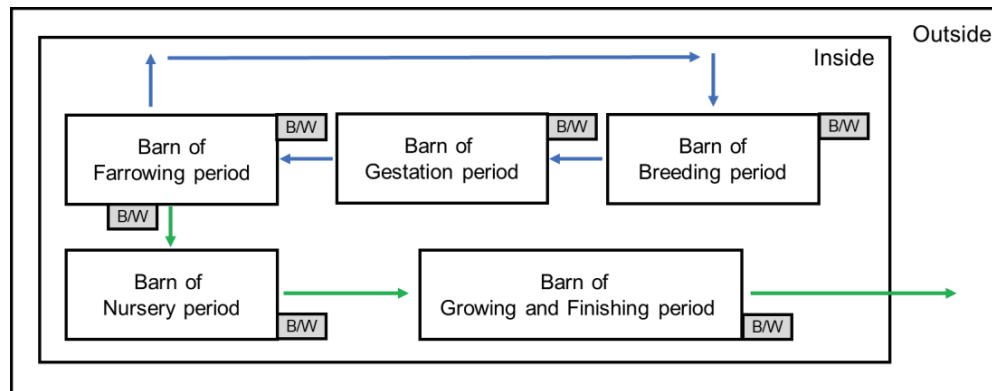 Outside
Inside
B/W
B/W
B/W
Barn of
Farrowing period
Barn of
Gestation period
Barn of
Breeding period
B/W
Barn of
Nursery period
Barn of
Growing and Finishing period
B/W
B/W